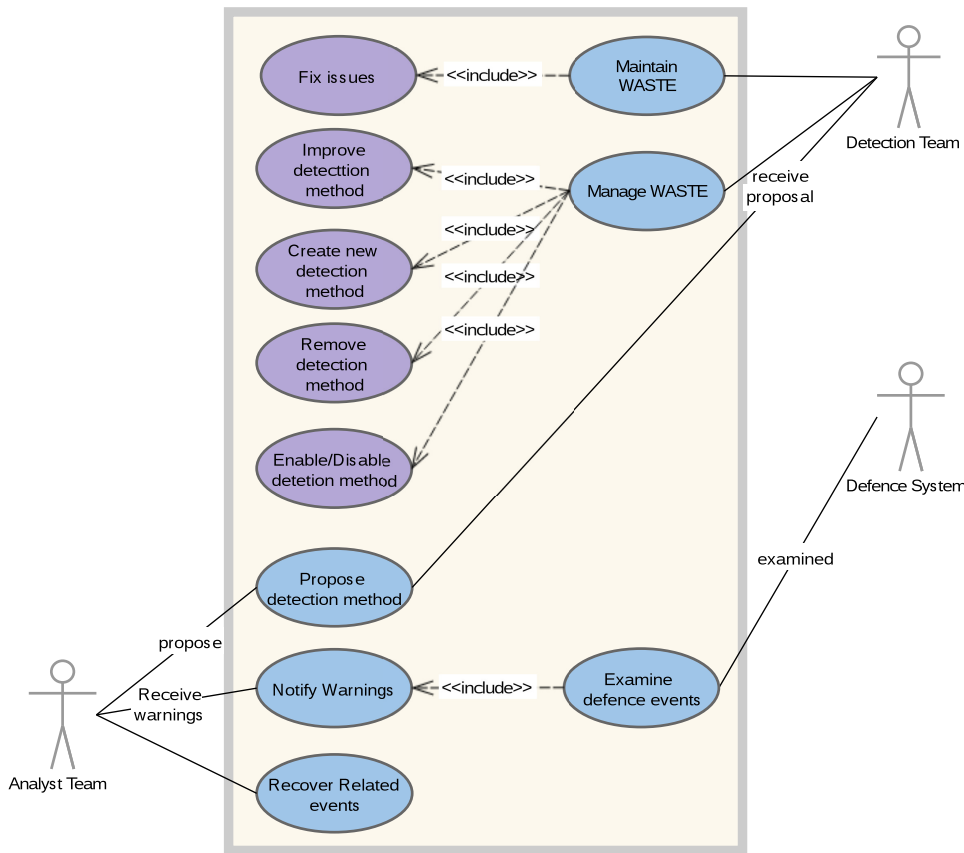 Fix issues
<<include>>
Maintain
WASTE
Detection Team
Improve
detecttion
method
<<include>>
Manage WASTE
receive
proposal
Create new
detection
method
<<include>>
<<include>>
Remove
detection
method
<<include>>
Enable/Disable
detetion method
Defence System
Propose
detection method
examined
propose
Receive
warnings
Notify Warnings
<<include>>
Examine
defence events
Analyst Team
Recover Related
events